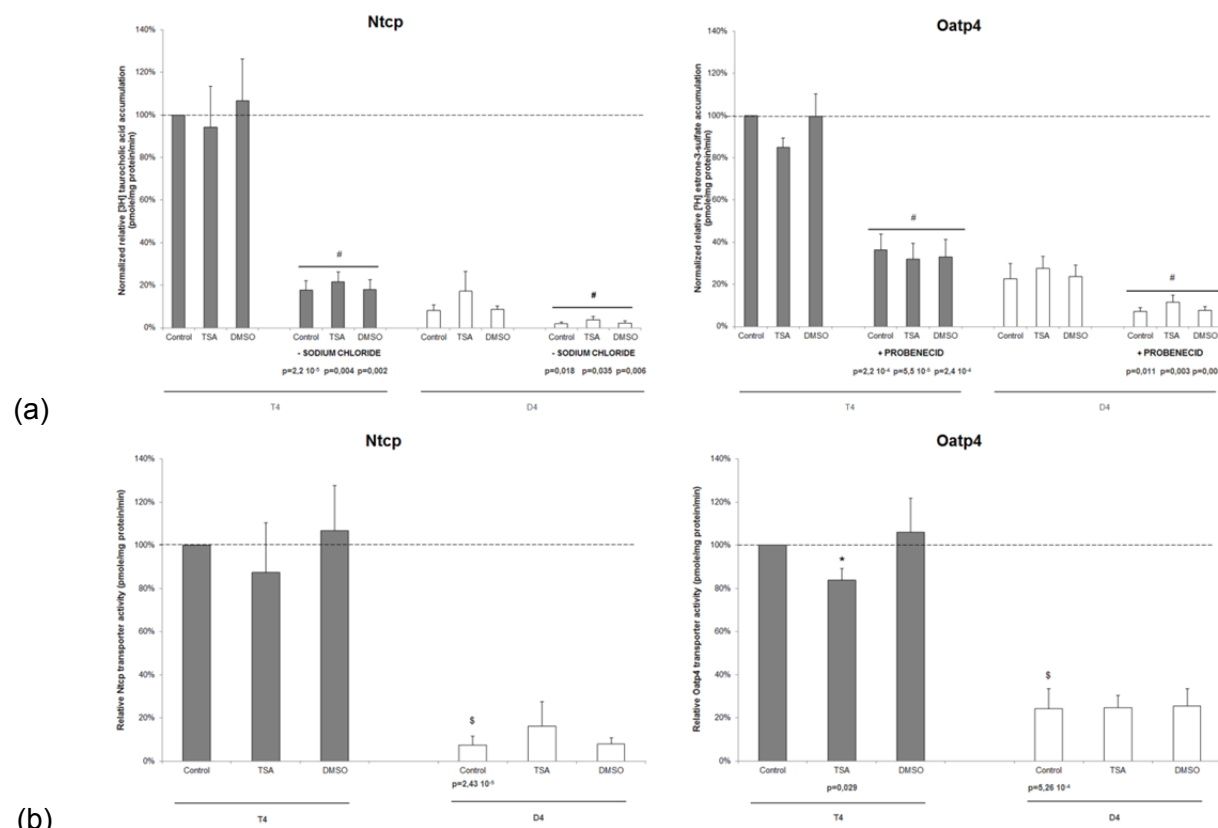 Ntcp
Normalized relative [3H] taurocholic acid accumulation
(pmole/mg protein/min)
140%
120%
100%
80%
60%
40%
20%
0%
#
#
Control TSA DMSO Control TSA DMSO Control TSA DMSO Control TSA DMSO
- SODIUM CHLORIDE - SODIUM CHLORIDE
p=2,2 10⁻⁵ p=0,004 p=0,002 p=0,018 p=0,035 p=0,006
T4 D4
Oatp4
Normalized relative [³H] estrone-3-sulfate accumulation
(pmole/mg protein/min)
140%
120%
100%
80%
60%
40%
20%
0%
#
#
Control TSA DMSO Control TSA DMSO Control TSA DMSO Control TSA DMSO
+ PROBENECID + PROBENECID
p=2,2 10⁻⁴ p=5,5 10⁻⁵ p=2,4 10⁻⁴ p=0,011 p=0,003 p=0,00
T4 D4
(a)
Ntcp
Relative Ntcp transporter activity (pmole/mg protein/min)
140%
120%
100%
80%
60%
40%
20%
0%
$
Control TSA DMSO Control TSA DMSO
p=2,43 10⁻⁵
T4 D4
Oatp4
Relative Oatp4 transporter activity (pmole/mg protein/min)
140%
120%
100%
80%
60%
40%
20%
0%
*
$
Control TSA DMSO Control TSA DMSO
p=0,029 p=5,26 10⁻⁴
T4 D4
(b)